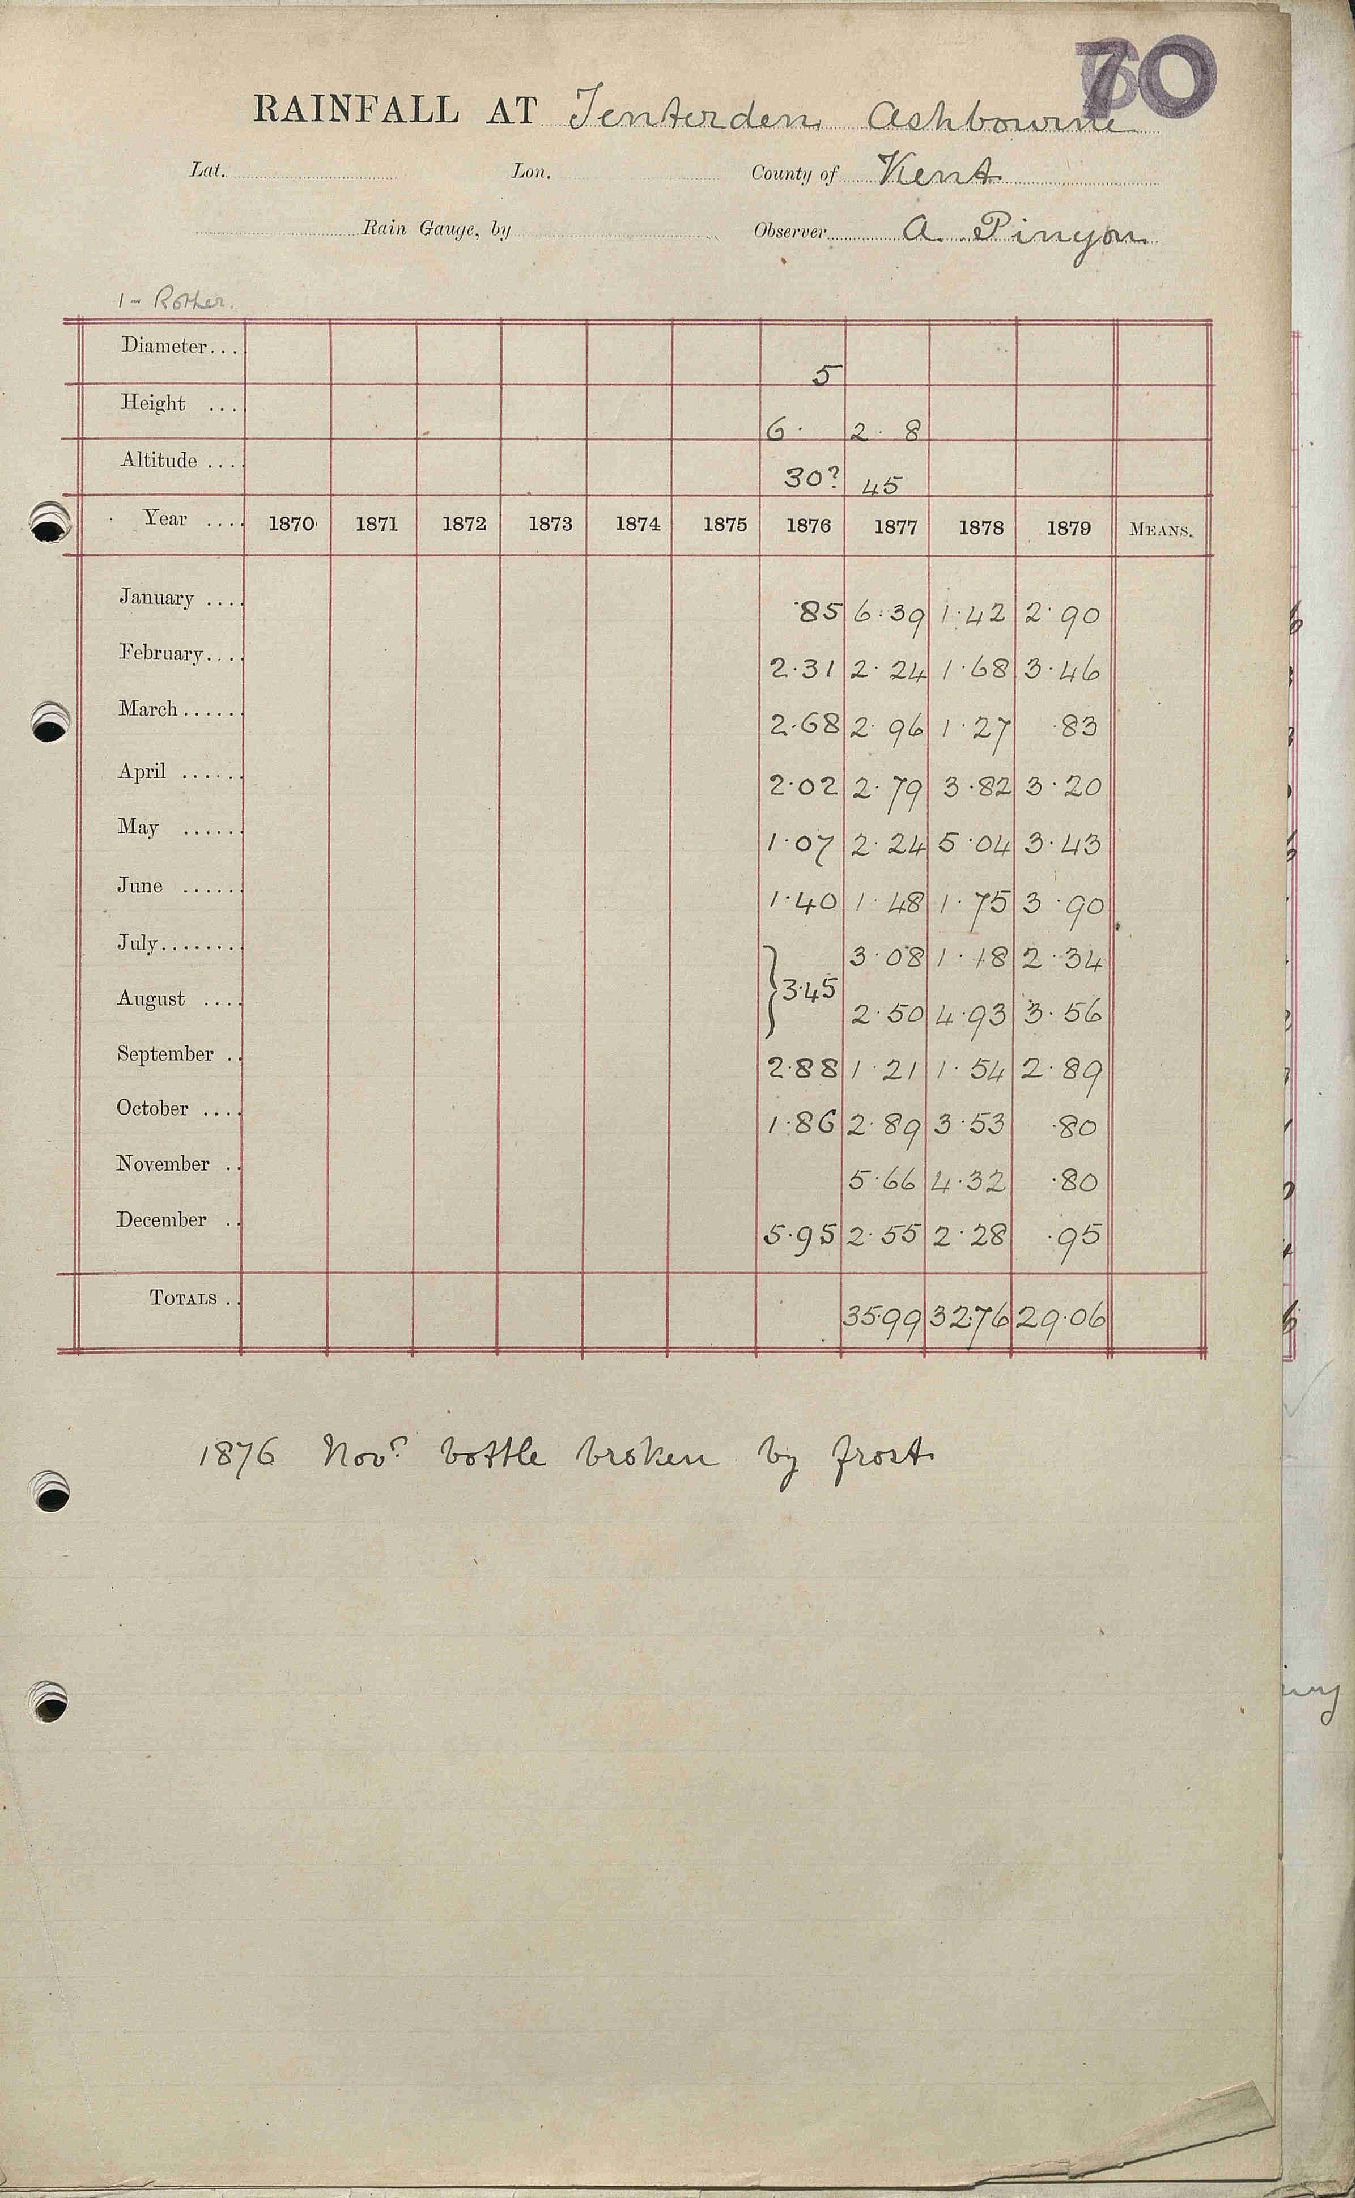 70
RAINFALL AT Tenterden Ashbourne
Lat. Lon. County of Kent
Rain Gauge, by Observer A. Pinyon
1- Rother.
Diameter... 5
Height ... 6. 2. 8
Altitude .... 30? 45
Year .... 1870 1871 1872 1873 1874 1875 1876 1877 1878 1879 MEANS.
January .... .85 6.39 1.42 2.90
February.... 2.31 2.24 1.68 3.46
March...... 2.68 2.96 1.27 .83
April ...... 2.02 2.79 3.82 3.20
May ...... 1.07 2.24 5.04 3.43
June ...... 1.40 1.48 1.75 3.90
July........ 3.08 1.18 2.34
} 3.45
August .... 2.50 4.93 3.56
September .. 2.88 1.21 1.54 2.89
October .... 1.86 2.89 3.53 .80
November .. 5.66 4.32 .80
December .. 5.95 2.55 2.28 .95
TOTALS .. 35.99 32.76 29.06
1876 Nov? bottle broken by frost